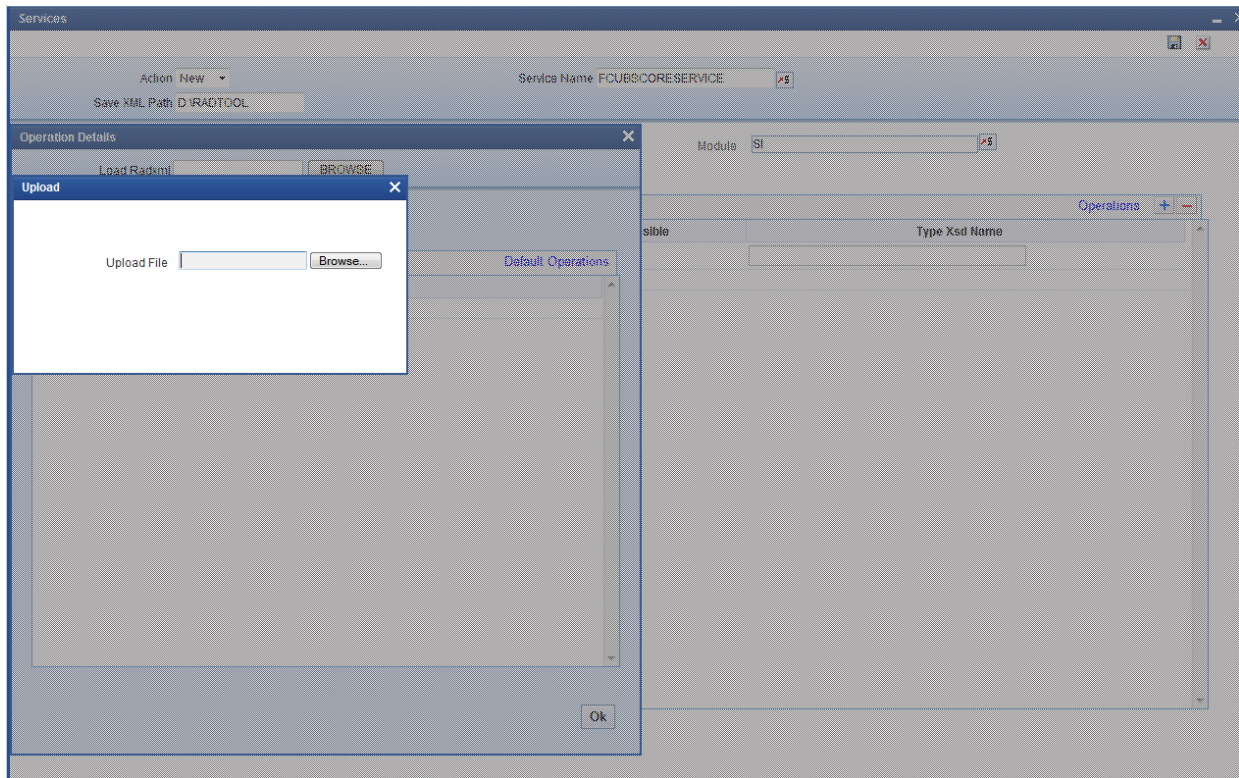 Services
Action New
Service Name FCUBSCORESERVICE
Save XML Path D:\RADTOOL
Operation Details
Module SI
Load Radxml BROWSE
Upload
Operations
sible Type Xsd Name
Upload File Browse...
Default Operations
Ok